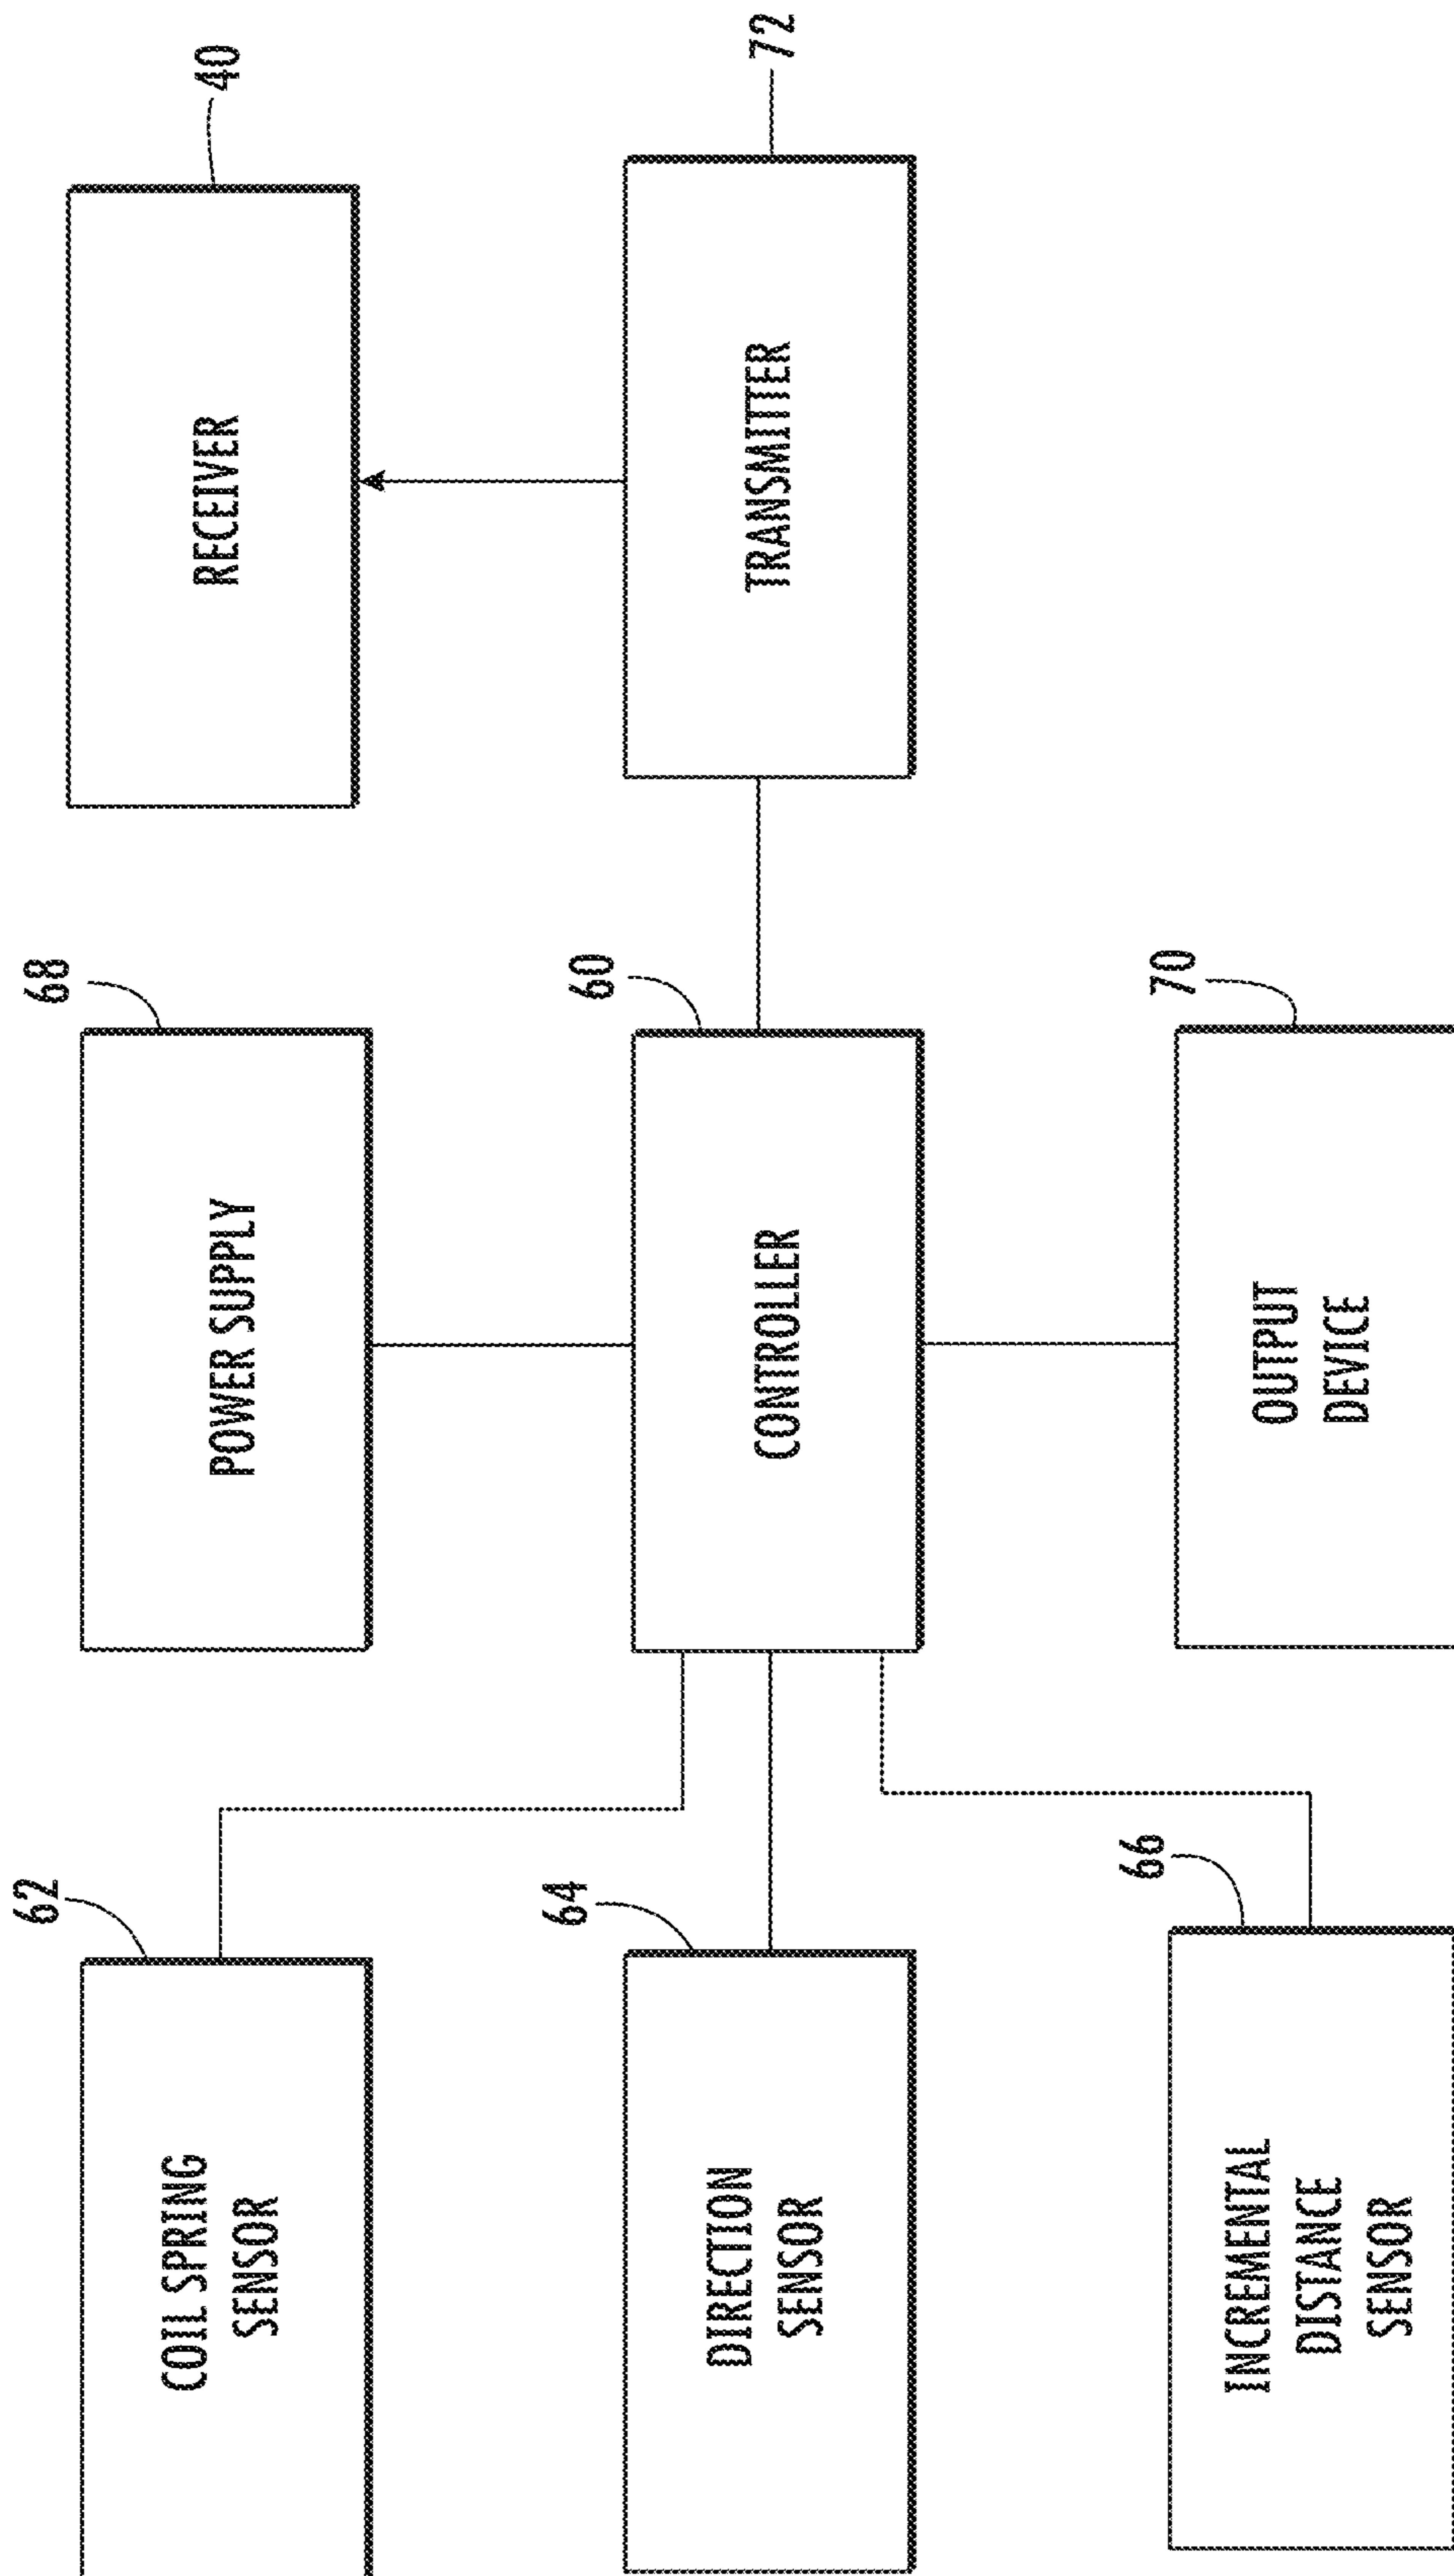 62
COIL SPRING
SENSOR
68
POWER SUPPLY
40
RECEIVER
64
DIRECTION
SENSOR
60
CONTROLLER
72
TRANSMITTER
66
INCREMENTAL
DISTANCE
SENSOR
70
OUTPUT
DEVICE